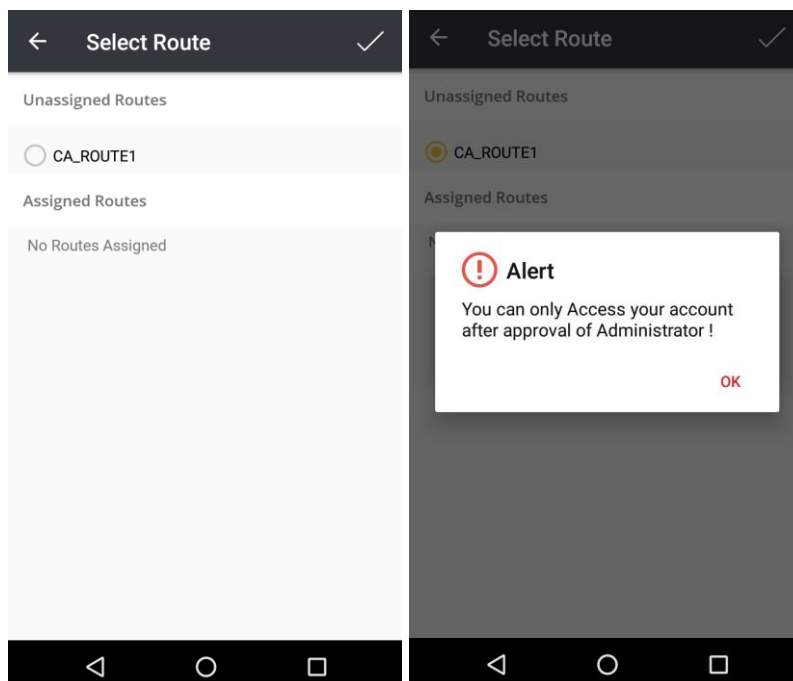 Select Route
Unassigned Routes
CA_ROUTE1
Assigned Routes
No Routes Assigned
Select Route
Unassigned Routes
CA_ROUTE1
Assigned Routes
N
Alert
You can only Access your account
after approval of Administrator !
OK